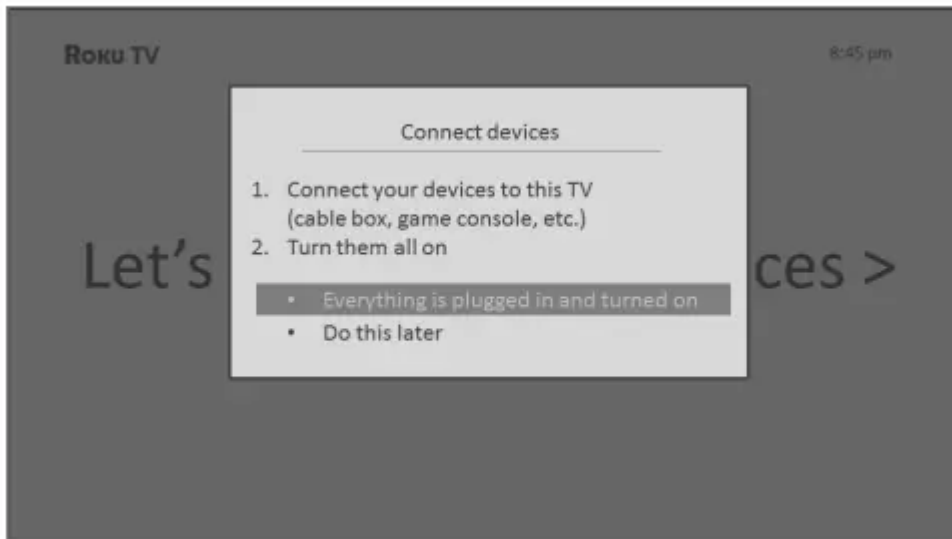 Roku TV
8:45 pm
Connect devices
1. Connect your devices to this TV
(cable box, game console, etc.)
2. Turn them all on
Let's ces >
• Everything is plugged in and turned on
• Do this later